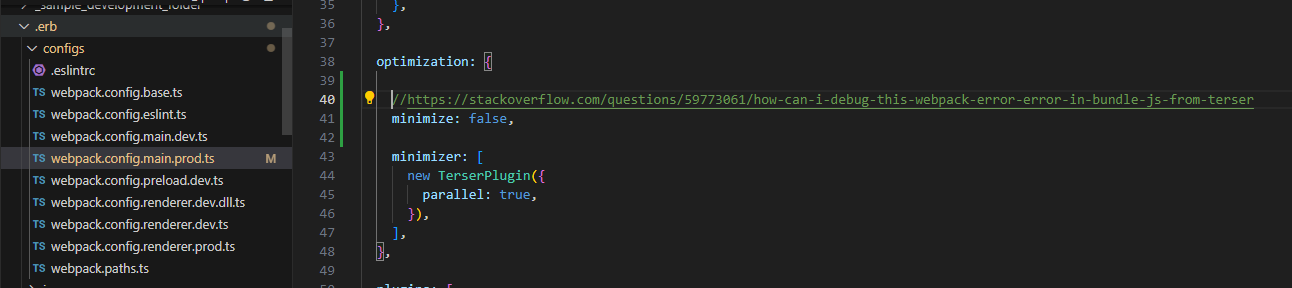 _sample_development_folder
.erb
configs
.eslintrc
TS webpack.config.base.ts
TS webpack.config.eslint.ts
TS webpack.config.main.dev.ts
TS webpack.config.main.prod.ts M
TS webpack.config.preload.dev.ts
TS webpack.config.renderer.dev.dll.ts
TS webpack.config.renderer.dev.ts
TS webpack.config.renderer.prod.ts
TS webpack.paths.ts
35 },
36 },
37
38 optimization: {
39
40 //https://stackoverflow.com/questions/59773061/how-can-i-debug-this-webpack-error-error-in-bundle-js-from-terser
41 minimize: false,
42
43 minimizer: [
44 new TerserPlugin({
45 parallel: true,
46 }),
47 ],
48 },
49
50 plugins: [